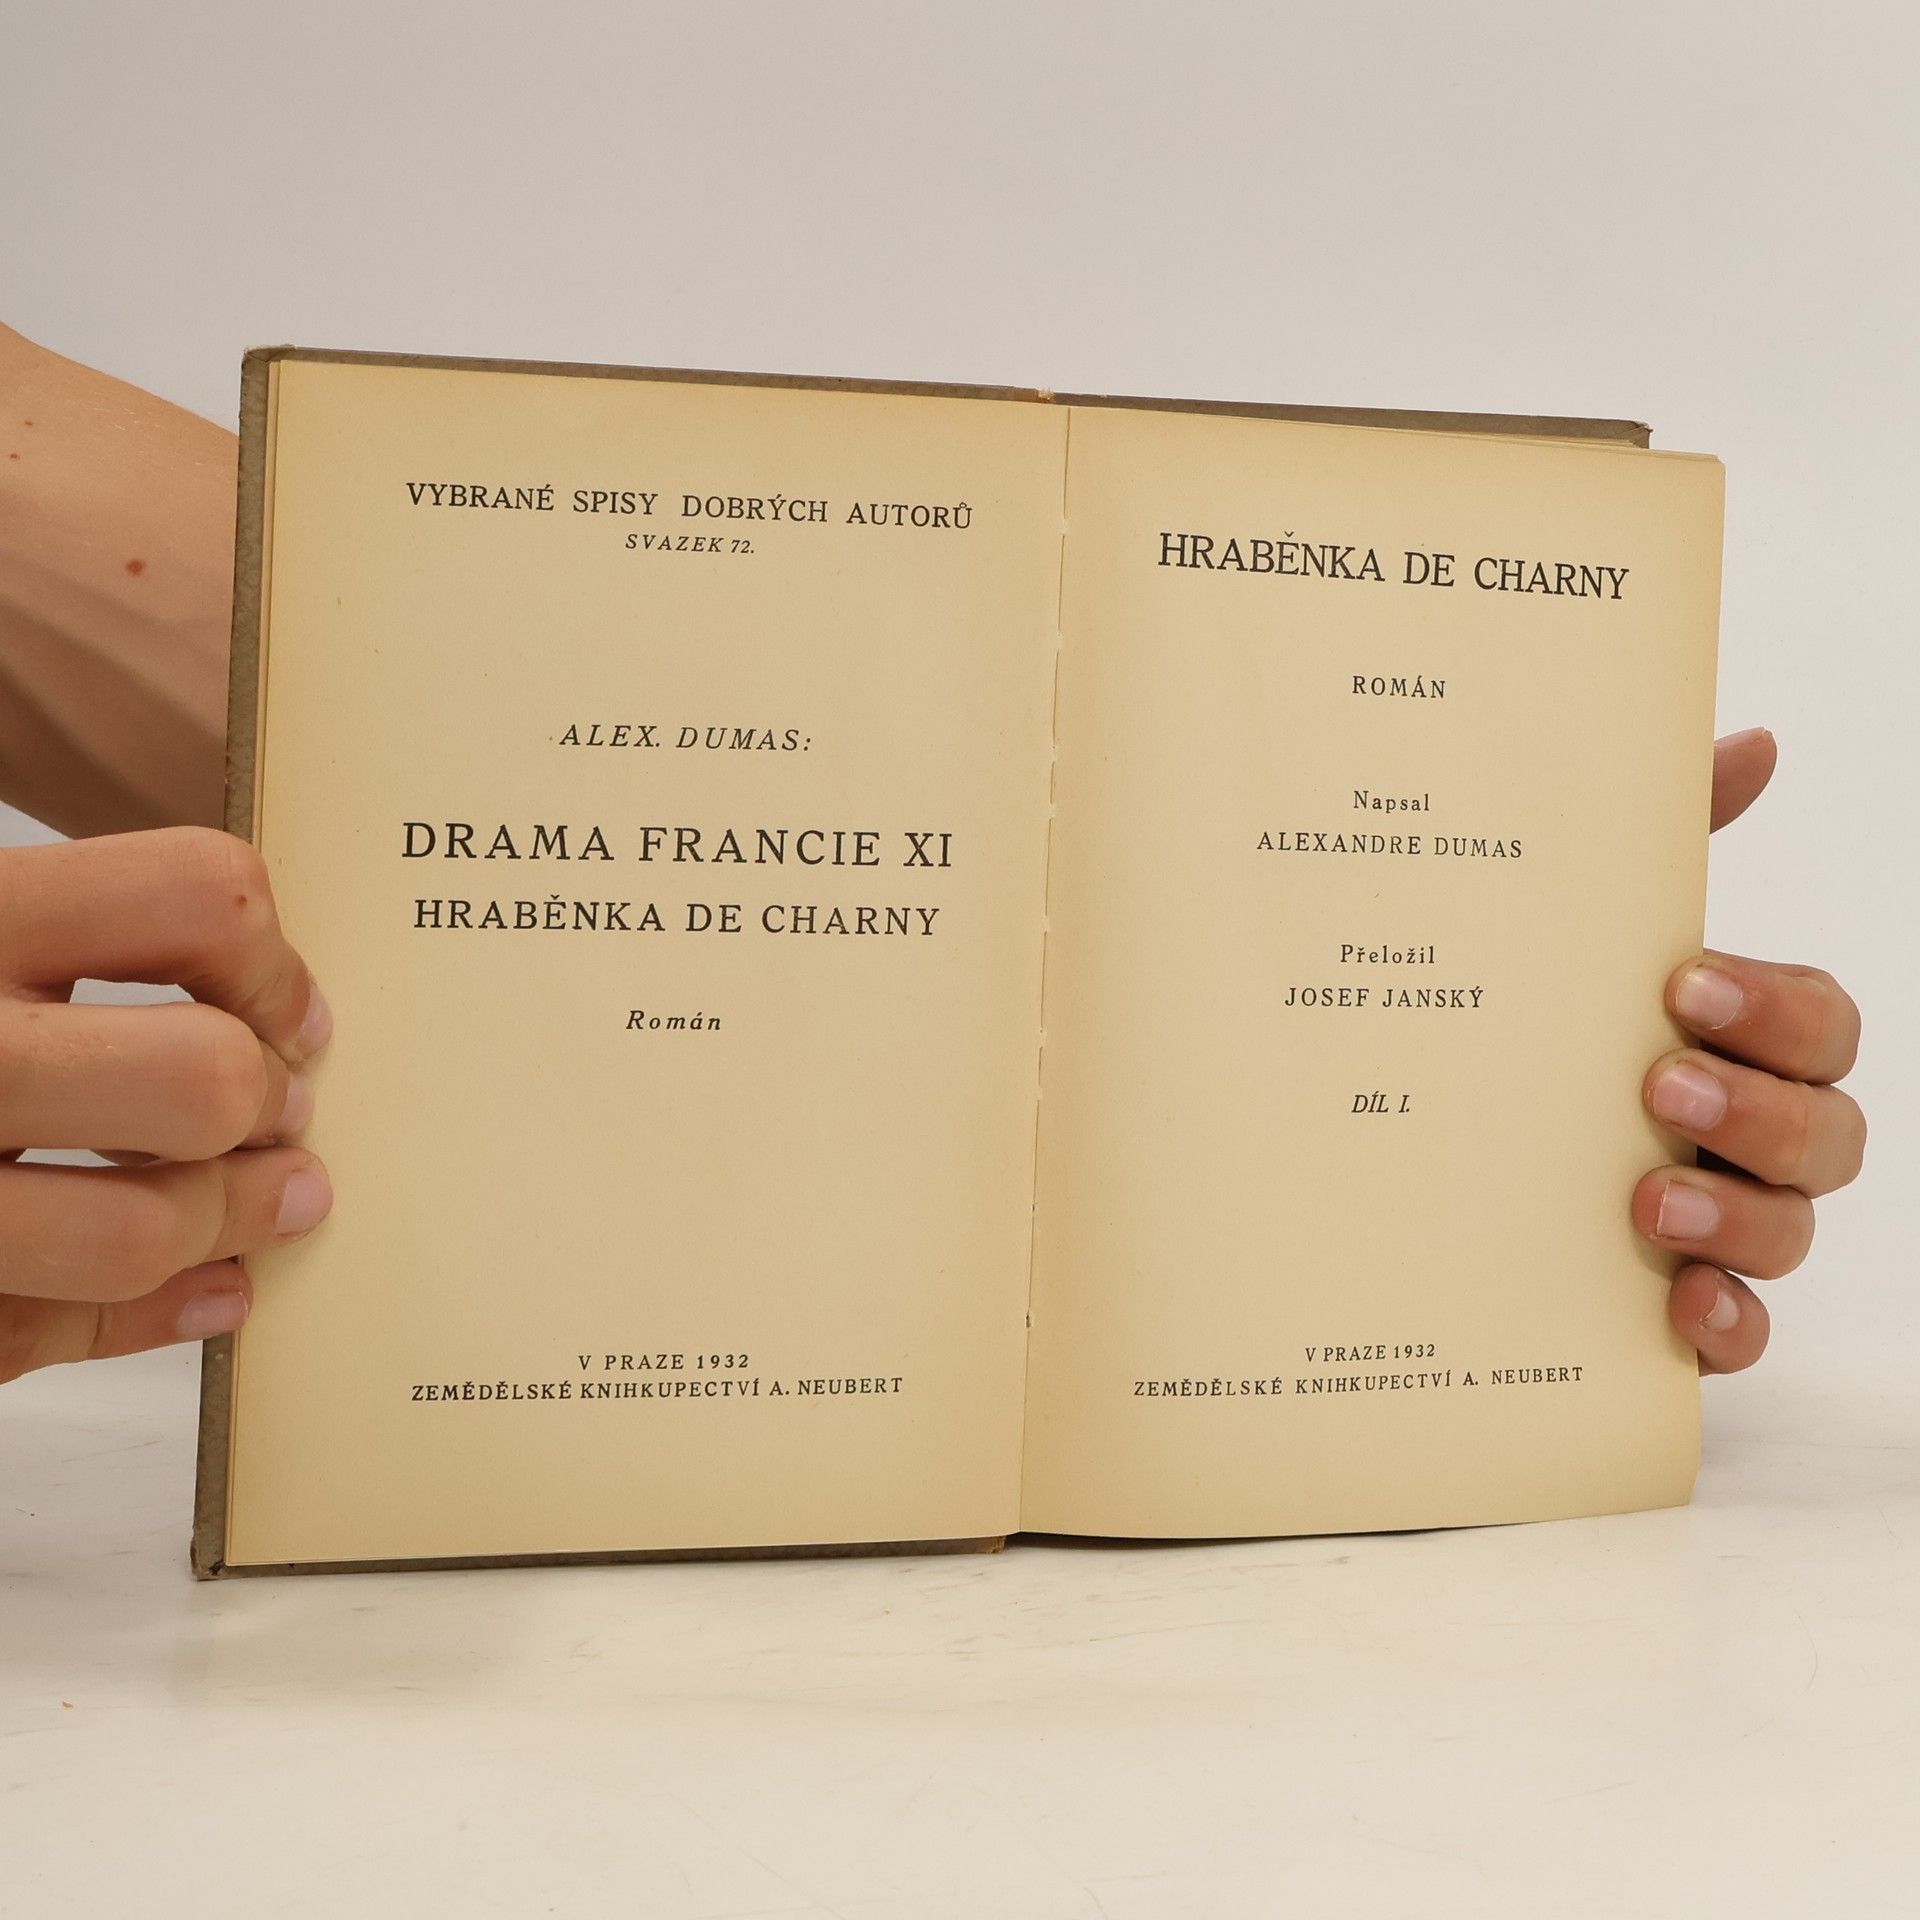 VYBRANÉ SPISY DOBRÝCH AUTORŮ
SVAZEK 72.
ALEX. DUMAS:
DRAMA FRANCIE XI
HRABĚNKA DE CHARNY
Román
V PRAZE 1932
ZEMĚDĚLSKÉ KNIHKUPECTVÍ A. NEUBERT
HRABĚNKA DE CHARNY
ROMÁN
Napsal
ALEXANDRE DUMAS
Přeložil
JOSEF JANSKÝ
DÍL I.
V PRAZE 1932
ZEMĚDĚLSKÉ KNIHKUPECTVÍ A. NEUBERT